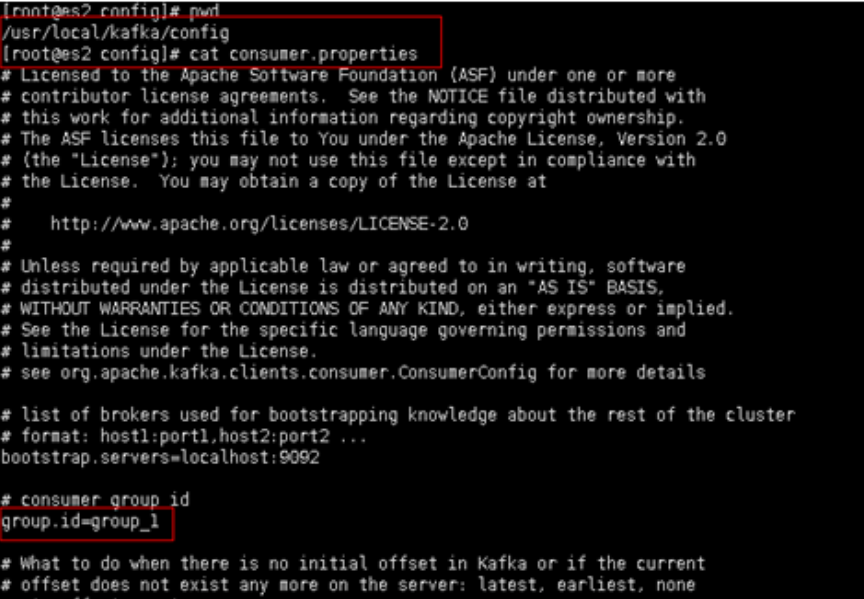 [root@es2 config]# pwd
/usr/local/kafka/config
[root@es2 config]# cat consumer.properties
# Licensed to the Apache Software Foundation (ASF) under one or more
# contributor license agreements.  See the NOTICE file distributed with
# this work for additional information regarding copyright ownership.
# The ASF licenses this file to You under the Apache License, Version 2.0
# (the "License"); you may not use this file except in compliance with
# the License.  You may obtain a copy of the License at
#
#    http://www.apache.org/licenses/LICENSE-2.0
#
# Unless required by applicable law or agreed to in writing, software
# distributed under the License is distributed on an "AS IS" BASIS,
# WITHOUT WARRANTIES OR CONDITIONS OF ANY KIND, either express or implied.
# See the License for the specific language governing permissions and
# limitations under the License.
# see org.apache.kafka.clients.consumer.ConsumerConfig for more details
# list of brokers used for bootstrapping knowledge about the rest of the cluster
# format: host1:port1,host2:port2 ...
bootstrap.servers=localhost:9092
# consumer group id
group.id=group_1
# What to do when there is no initial offset in Kafka or if the current
# offset does not exist any more on the server: latest, earliest, none